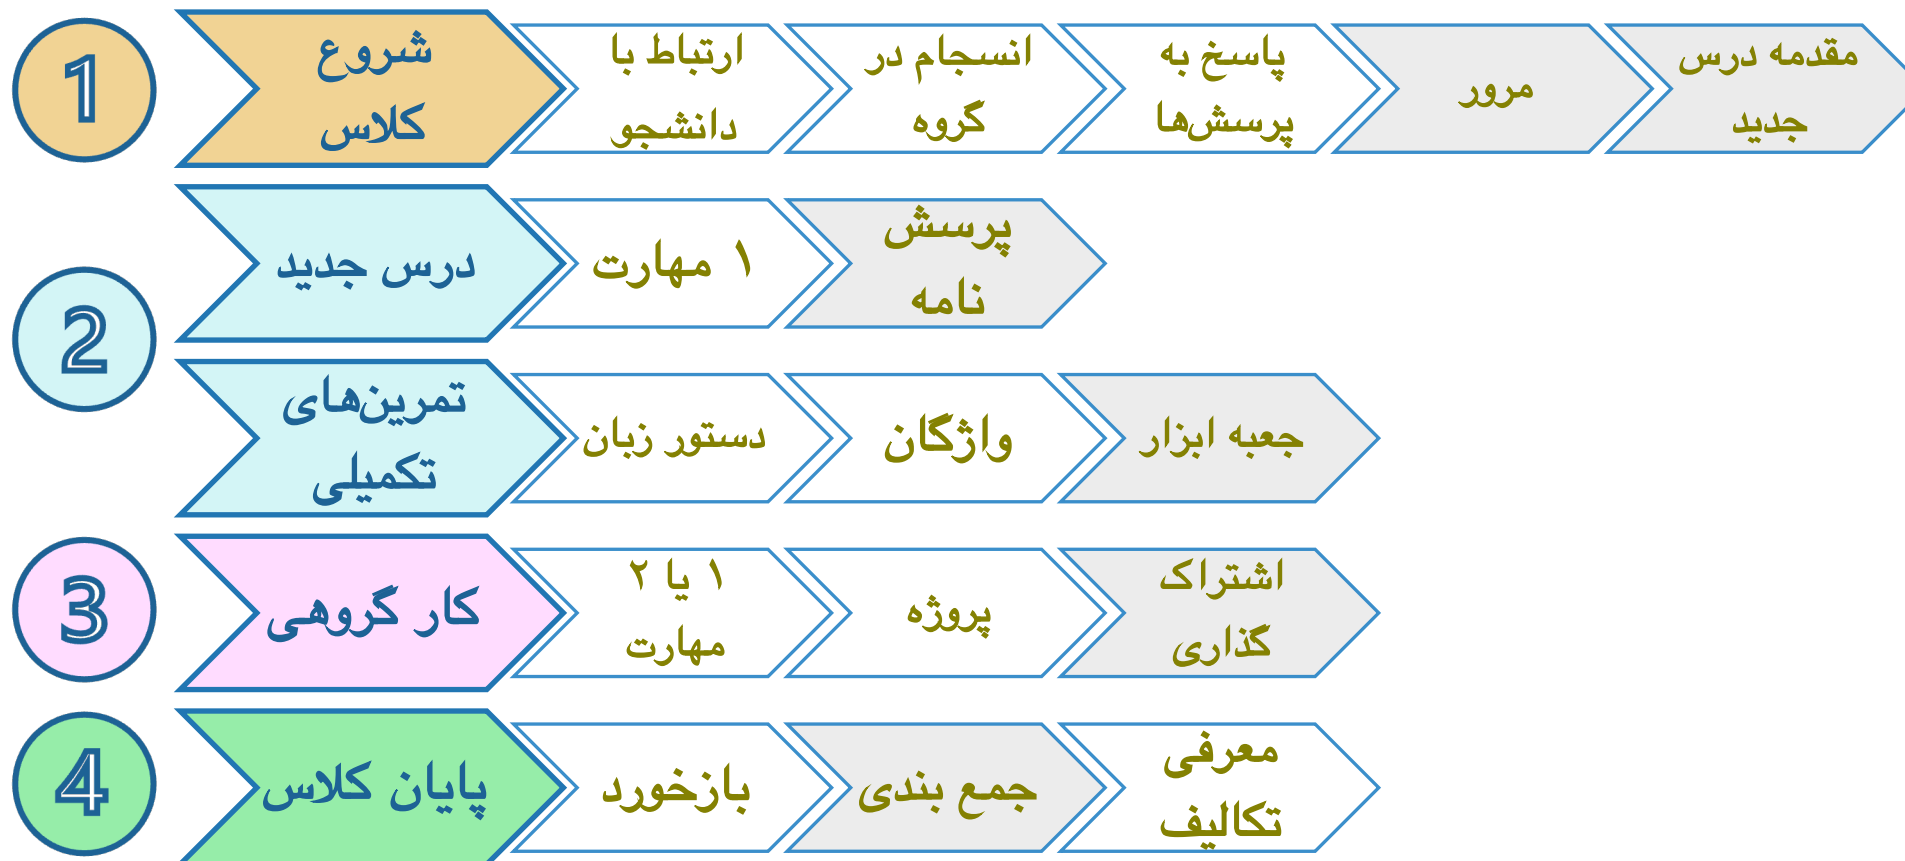 1
شروع
کلاس
ارتباط با
دانشجو
انسجام در
گروه
پاسخ به
پرسش‌ها
مرور
مقدمه درس
جدید
2
درس جدید
۱ مهارت
پرسش
نامه
تمرین‌های
تکمیلی
دستور زبان
واژگان
جعبه ابزار
3
کار گروهی
۱ یا ۲
مهارت
پروژه
اشتراک
گذاری
4
پایان کلاس
بازخورد
جمع بندی
معرفی
تکالیف